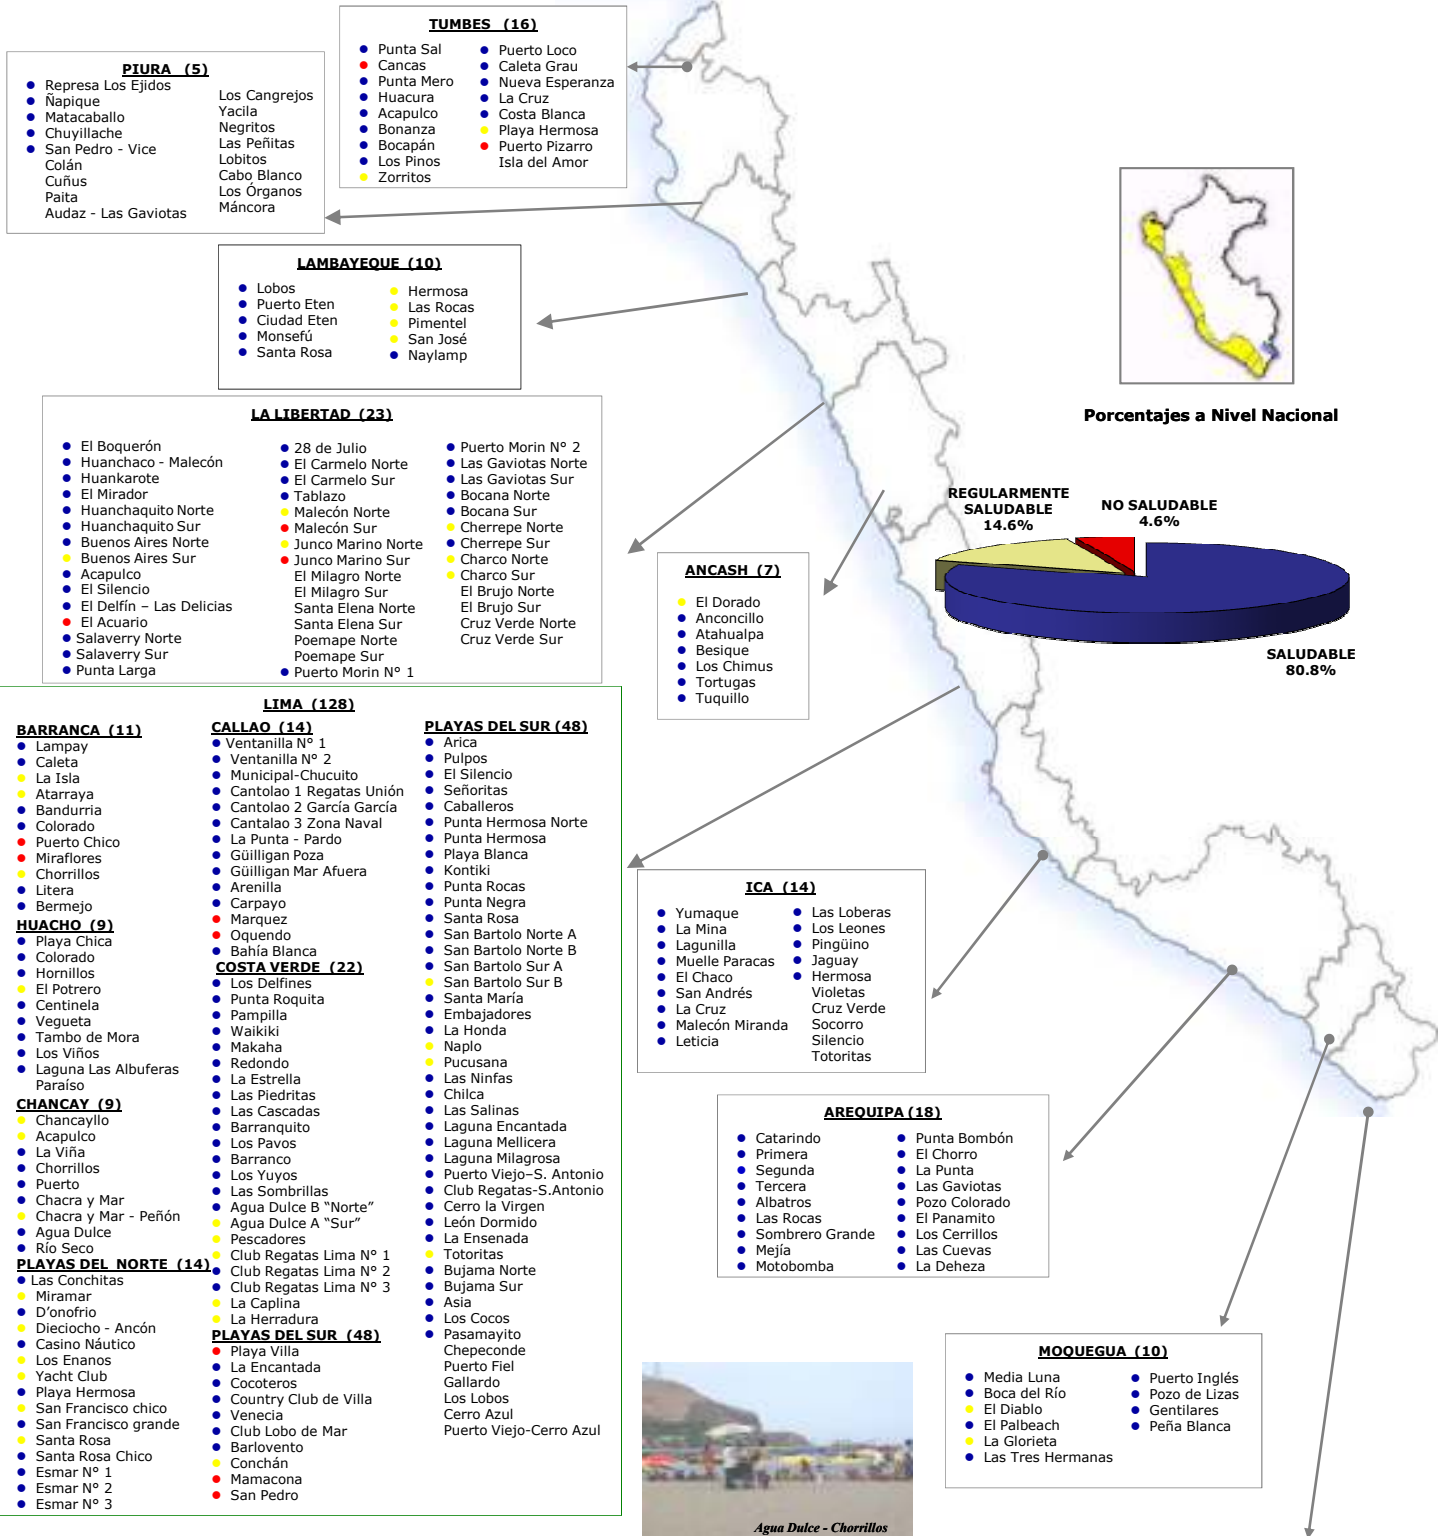 TUMBES (16)
Punta Sal
Cancas
Punta Mero
Huacura
Acapulco
Bonanza
Bocapán
Los Pinos
Zorritos
Puerto Loco
Caleta Grau
Nueva Esperanza
La Cruz
Costa Blanca
Playa Hermosa
Puerto Pizarro
Isla del Amor
PIURA (5)
Represa Los Ejidos
Ñapique
Matacaballo
Chuyillache
San Pedro - Vice
Colán
Cuñus
Paita
Audaz - Las Gaviotas
Los Cangrejos
Yacila
Negritos
Las Peñitas
Lobitos
Cabo Blanco
Los Órganos
Máncora
LAMBAYEQUE (10)
Lobos
Puerto Eten
Ciudad Eten
Monsefú
Santa Rosa
Hermosa
Las Rocas
Pimentel
San José
Naylamp
Porcentajes a Nivel Nacional
REGULARMENTE
SALUDABLE
14.6%
NO SALUDABLE
4.6%
SALUDABLE
80.8%
LA LIBERTAD (23)
El Boquerón
Huanchaco - Malecón
Huankarote
El Mirador
Huanchaquito Norte
Huanchaquito Sur
Buenos Aires Norte
Buenos Aires Sur
Acapulco
El Silencio
El Delfín – Las Delicias
El Acuario
Salaverry Norte
Salaverry Sur
Punta Larga
28 de Julio
El Carmelo Norte
El Carmelo Sur
Tablazo
Malecón Norte
Malecón Sur
Junco Marino Norte
Junco Marino Sur
El Milagro Norte
El Milagro Sur
Santa Elena Norte
Santa Elena Sur
Poemape Norte
Poemape Sur
Puerto Morin N° 1
Puerto Morin N° 2
Las Gaviotas Norte
Las Gaviotas Sur
Bocana Norte
Bocana Sur
Cherrepe Norte
Cherrepe Sur
Charco Norte
Charco Sur
El Brujo Norte
El Brujo Sur
Cruz Verde Norte
Cruz Verde Sur
ANCASH (7)
El Dorado
Anconcillo
Atahualpa
Besique
Los Chimus
Tortugas
Tuquillo
LIMA (128)
BARRANCA (11)
Lampay
Caleta
La Isla
Atarraya
Bandurria
Colorado
Puerto Chico
Miraflores
Chorrillos
Litera
Bermejo
HUACHO (9)
Playa Chica
Colorado
Hornillos
El Potrero
Centinela
Vegueta
Tambo de Mora
Los Viños
Laguna Las Albuferas
Paraíso
CHANCAY (9)
Chancayllo
Acapulco
La Viña
Chorrillos
Puerto
Chacra y Mar
Chacra y Mar - Peñón
Agua Dulce
Río Seco
PLAYAS DEL NORTE (14)
Las Conchitas
Miramar
D'onofrio
Dieciocho - Ancón
Casino Náutico
Los Enanos
Yacht Club
Playa Hermosa
San Francisco chico
San Francisco grande
Santa Rosa
Santa Rosa Chico
Esmar N° 1
Esmar N° 2
Esmar N° 3
CALLAO (14)
Ventanilla N° 1
Ventanilla N° 2
Municipal-Chucuito
Cantolao 1 Regatas Unión
Cantolao 2 García García
Cantalao 3 Zona Naval
La Punta - Pardo
Güilligan Poza
Güilligan Mar Afuera
Arenilla
Carpayo
Marquez
Oquendo
Bahía Blanca
COSTA VERDE (22)
Los Delfines
Punta Roquita
Pampilla
Waikiki
Makaha
Redondo
La Estrella
Las Piedritas
Las Cascadas
Barranquito
Los Pavos
Barranco
Los Yuyos
Las Sombrillas
Agua Dulce B “Norte”
Agua Dulce A “Sur”
Pescadores
Club Regatas Lima N° 1
Club Regatas Lima N° 2
Club Regatas Lima N° 3
La Caplina
La Herradura
PLAYAS DEL SUR (48)
Playa Villa
La Encantada
Cocoteros
Country Club de Villa
Venecia
Club Lobo de Mar
Barlovento
Conchán
Mamacona
San Pedro
PLAYAS DEL SUR (48)
Arica
Pulpos
El Silencio
Señoritas
Caballeros
Punta Hermosa Norte
Punta Hermosa
Playa Blanca
Kontiki
Punta Rocas
Punta Negra
Santa Rosa
San Bartolo Norte A
San Bartolo Norte B
San Bartolo Sur A
San Bartolo Sur B
Santa María
Embajadores
La Honda
Naplo
Pucusana
Las Ninfas
Chilca
Las Salinas
Laguna Encantada
Laguna Mellicera
Laguna Milagrosa
Puerto Viejo–S. Antonio
Club Regatas-S.Antonio
Cerro la Virgen
León Dormido
La Ensenada
Totoritas
Bujama Norte
Bujama Sur
Asia
Los Cocos
Pasamayito
Chepeconde
Puerto Fiel
Gallardo
Los Lobos
Cerro Azul
Puerto Viejo-Cerro Azul
ICA (14)
Yumaque
La Mina
Lagunilla
Muelle Paracas
El Chaco
San Andrés
La Cruz
Malecón Miranda
Leticia
Las Loberas
Los Leones
Pingüino
Jaguay
Hermosa
Violetas
Cruz Verde
Socorro
Silencio
Totoritas
AREQUIPA (18)
Catarindo
Primera
Segunda
Tercera
Albatros
Las Rocas
Sombrero Grande
Mejía
Motobomba
Punta Bombón
El Chorro
La Punta
Las Gaviotas
Pozo Colorado
El Panamito
Los Cerrillos
Las Cuevas
La Deheza
MOQUEGUA (10)
Media Luna
Boca del Río
El Diablo
El Palbeach
La Glorieta
Las Tres Hermanas
Puerto Inglés
Pozo de Lizas
Gentilares
Peña Blanca
Agua Dulce - Chorrillos